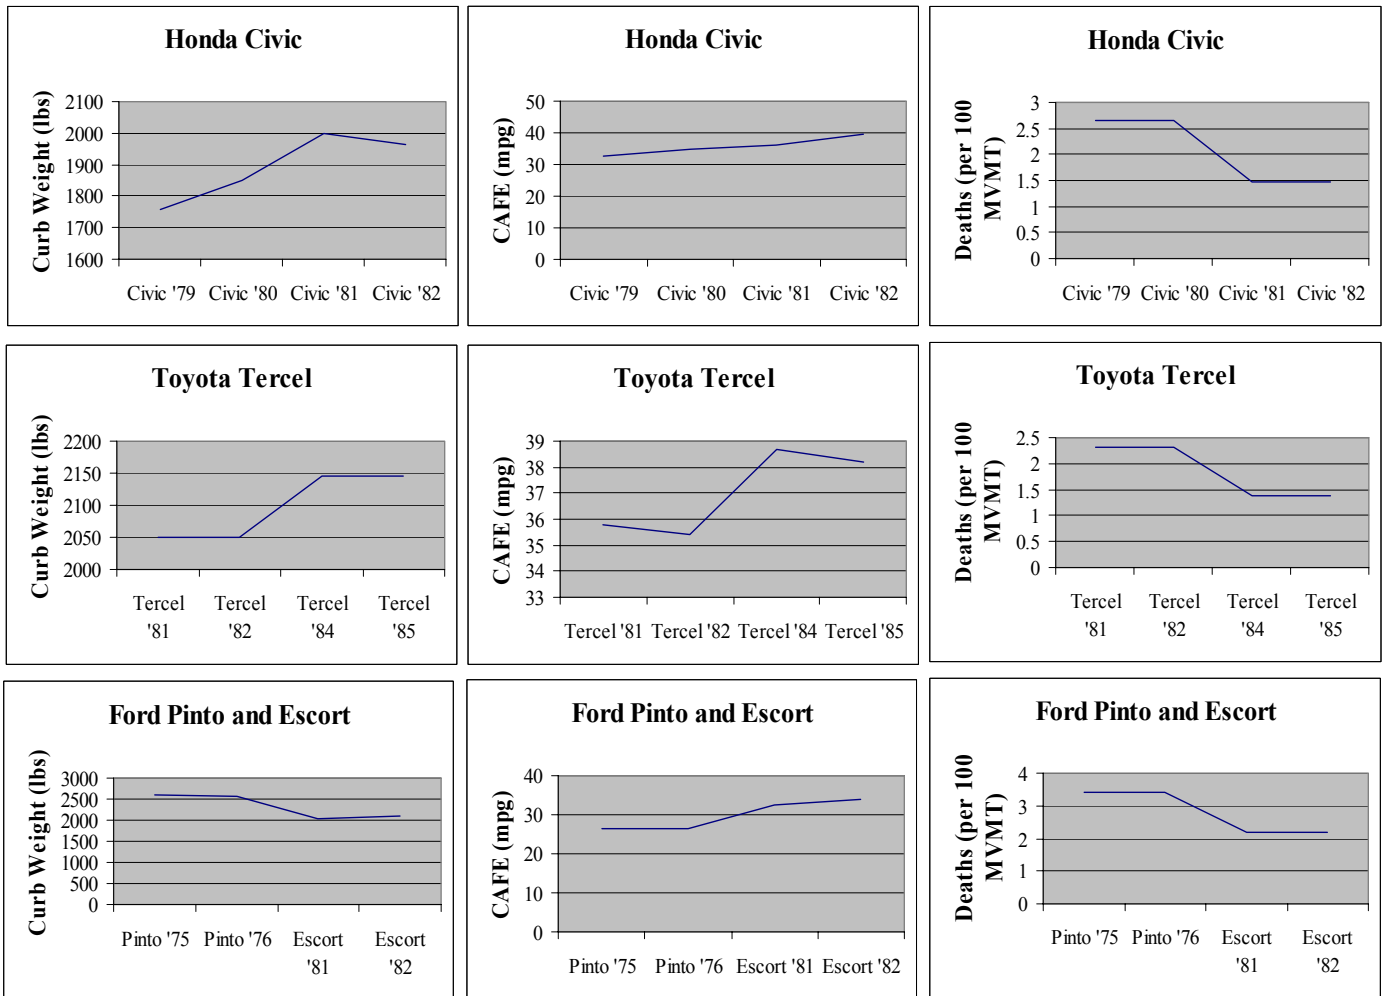 Honda Civic
Curb Weight (lbs)
2100
2000
1900
1800
1700
1600
Civic '79 Civic '80 Civic '81 Civic '82
Honda Civic
CAFE (mpg)
50
40
30
20
10
0
Civic '79 Civic '80 Civic '81 Civic '82
Honda Civic
Deaths (per 100
MVMT)
3
2.5
2
1.5
1
0.5
0
Civic '79 Civic '80 Civic '81 Civic '82
Toyota Tercel
Curb Weight (lbs)
2200
2150
2100
2050
2000
Tercel Tercel Tercel Tercel
'81 '82 '84 '85
Toyota Tercel
CAFE (mpg)
39
38
37
36
35
34
33
Tercel '81 Tercel '82 Tercel '84 Tercel '85
Toyota Tercel
Deaths (per 100
MVMT)
2.5
2
1.5
1
0.5
0
Tercel Tercel Tercel Tercel
'81 '82 '84 '85
Ford Pinto and Escort
Curb Weight (lbs)
3000
2500
2000
1500
1000
500
0
Pinto '75 Pinto '76 Escort Escort
'81 '82
Ford Pinto and Escort
CAFE (mpg)
40
30
20
10
0
Pinto '75 Pinto '76 Escort '81 Escort '82
Ford Pinto and Escort
Deaths (per 100
MVMT)
4
3
2
1
0
Pinto '75 Pinto '76 Escort Escort
'81 '82